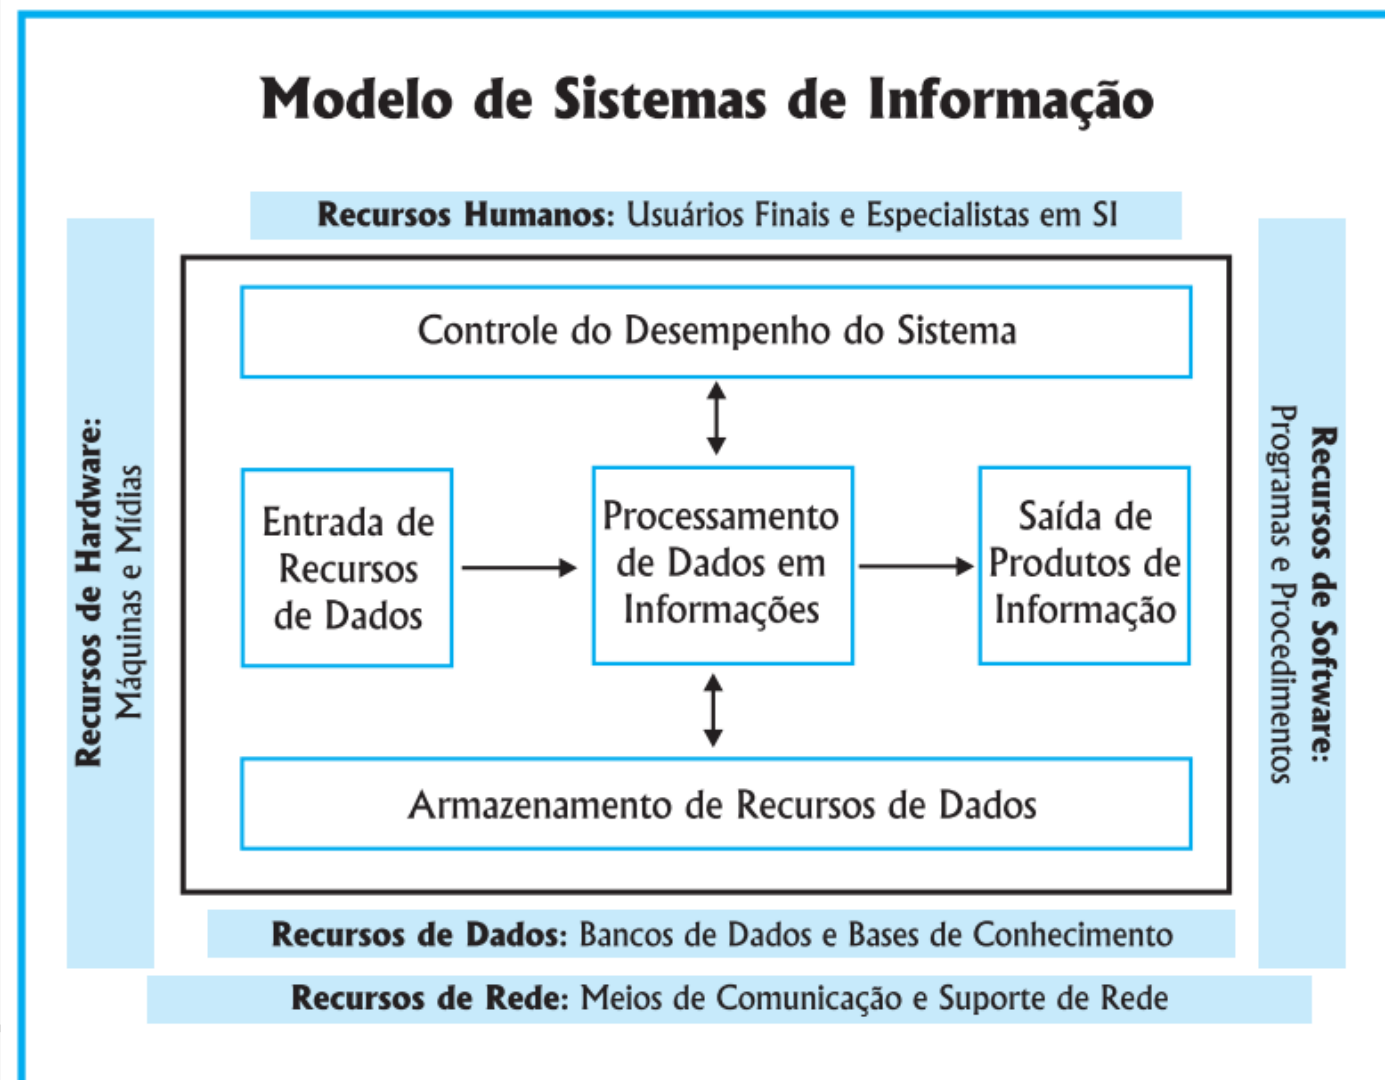 Modelo de Sistemas de Informação
Recursos Humanos: Usuários Finais e Especialistas em SI
Recursos de Hardware:
Máquinas e Mídias
Controle do Desempenho do Sistema
Entrada de
Recursos
de Dados
Processamento
de Dados em
Informações
Saída de
Produtos de
Informação
Armazenamento de Recursos de Dados
Recursos de Software:
Programas e Procedimentos
Recursos de Dados: Bancos de Dados e Bases de Conhecimento
Recursos de Rede: Meios de Comunicação e Suporte de Rede